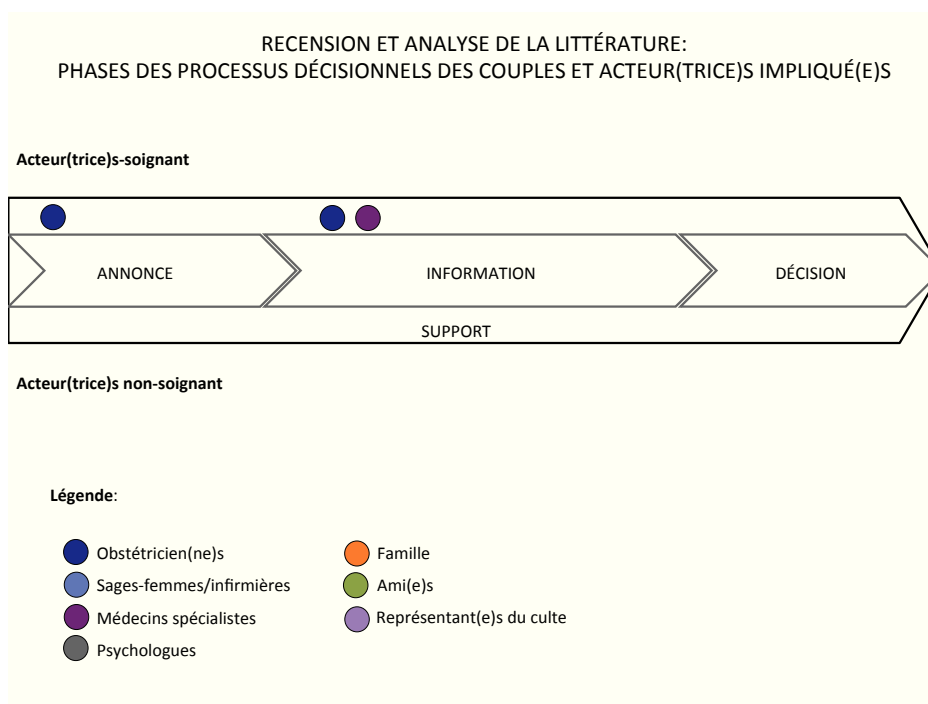 RECENSION ET ANALYSE DE LA LITTÉRATURE:
PHASES DES PROCESSUS DÉCISIONNELS DES COUPLES ET ACTEUR(TRICE)S IMPLIQUÉ(E)S
Acteur(trice)s-soignant
ANNONCE
INFORMATION
DÉCISION
SUPPORT
Acteur(trice)s non-soignant
Légende:
Obstétricien(ne)s
Sages-femmes/infirmières
Médecins spécialistes
Psychologues
Famille
Ami(e)s
Représentant(e)s du culte